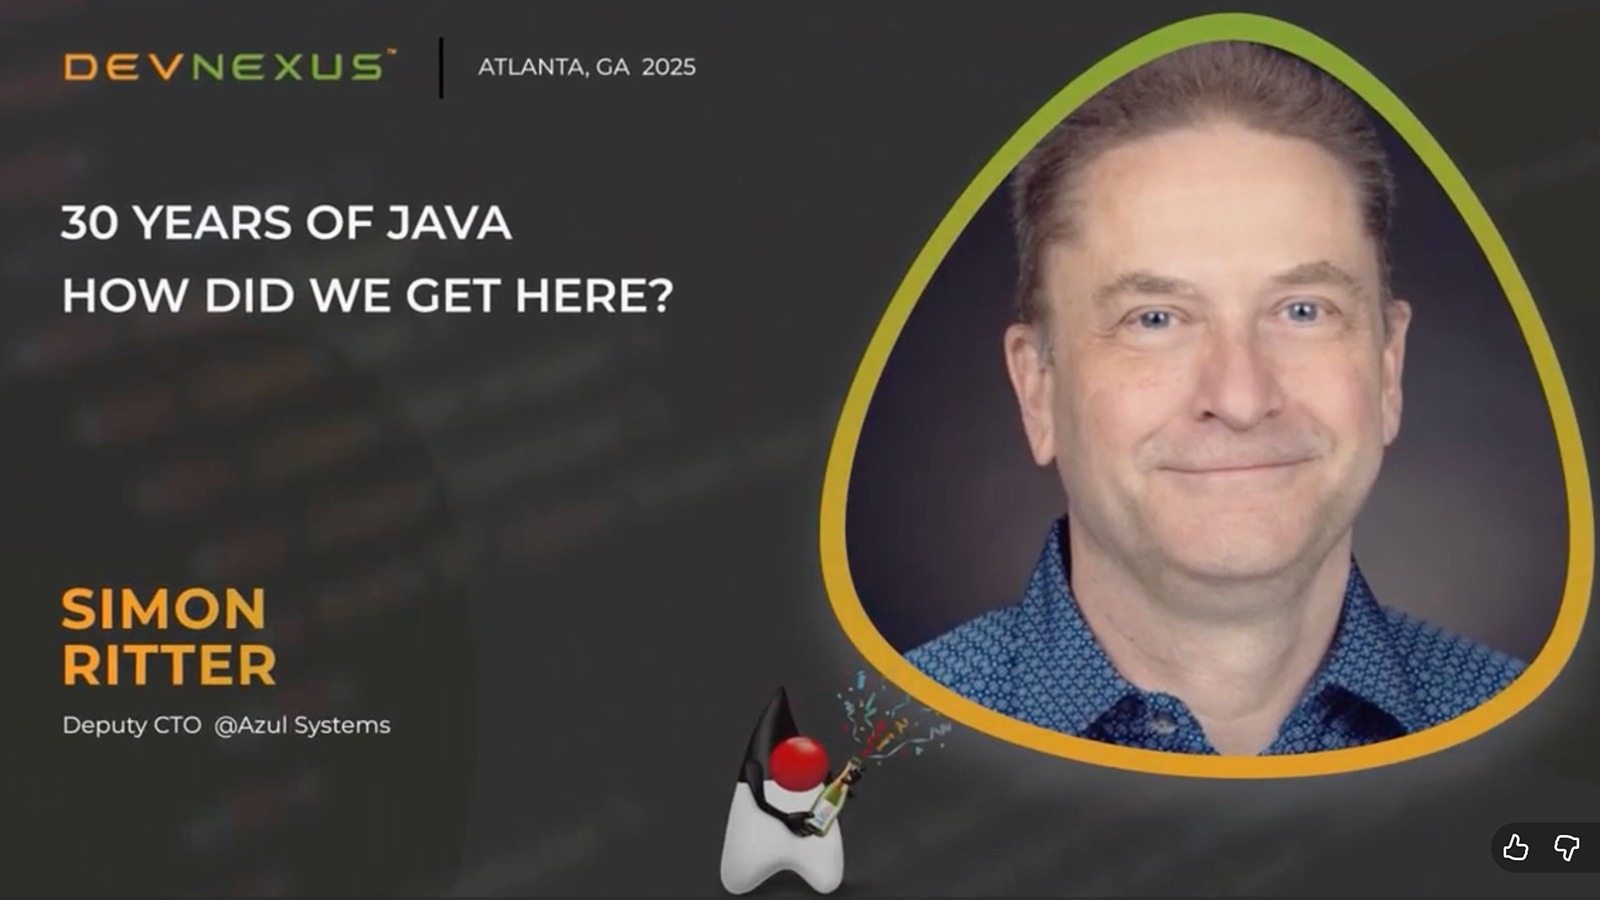 DEVNEXUS™
ATLANTA, GA 2025
30 YEARS OF JAVA
HOW DID WE GET HERE?
SIMON
RITTER
Deputy CTO @Azul Systems